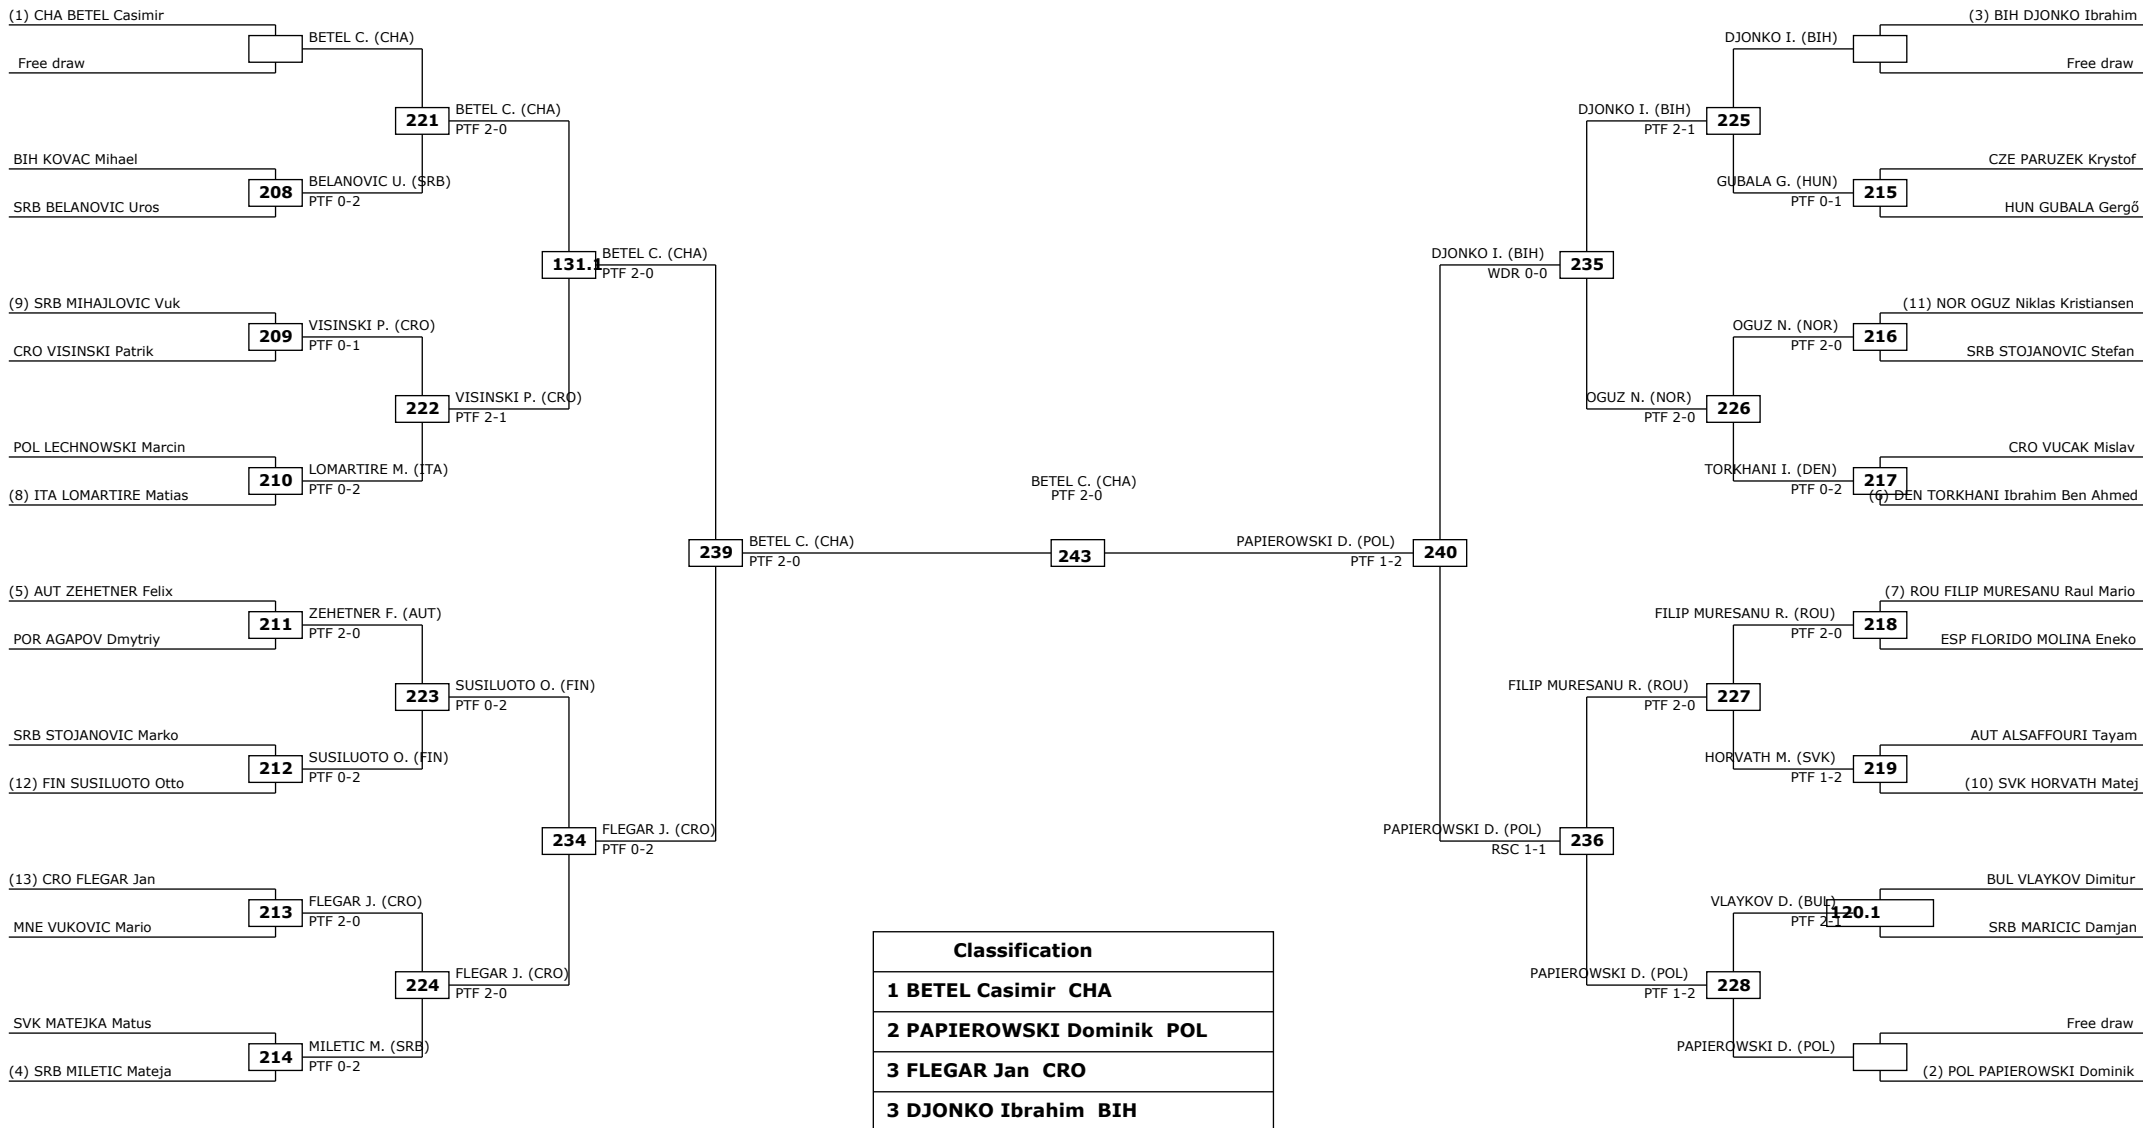 (1) CHA BETEL Casimir
BETEL C. (CHA)
Free draw
221
BETEL C. (CHA)
PTF 2-0
BIH KOVAC Mihael
208
BELANOVIC U. (SRB)
PTF 0-2
SRB BELANOVIC Uros
131.1
BETEL C. (CHA)
PTF 2-0
(9) SRB MIHAJLOVIC Vuk
209
VISINSKI P. (CRO)
PTF 0-1
CRO VISINSKI Patrik
222
VISINSKI P. (CRO)
PTF 2-1
POL LECHNOWSKI Marcin
210
LOMARTIRE M. (ITA)
PTF 0-2
(8) ITA LOMARTIRE Matias
239
BETEL C. (CHA)
PTF 2-0
(5) AUT ZEHETNER Felix
211
ZEHETNER F. (AUT)
PTF 2-0
POR AGAPOV Dmytriy
223
SUSILUOTO O. (FIN)
PTF 0-2
SRB STOJANOVIC Marko
212
SUSILUOTO O. (FIN)
PTF 0-2
(12) FIN SUSILUOTO Otto
234
FLEGAR J. (CRO)
PTF 0-2
(13) CRO FLEGAR Jan
213
FLEGAR J. (CRO)
PTF 2-0
MNE VUKOVIC Mario
224
FLEGAR J. (CRO)
PTF 2-0
SVK MATEJKA Matus
214
MILETIC M. (SRB)
PTF 0-2
(4) SRB MILETIC Mateja
BETEL C. (CHA)
PTF 2-0
243
(3) BIH DJONKO Ibrahim
DJONKO I. (BIH)
Free draw
DJONKO I. (BIH)
PTF 2-1
225
CZE PARUZEK Krystof
GUBALA G. (HUN)
PTF 0-1
215
HUN GUBALA Gergő
DJONKO I. (BIH)
WDR 0-0
235
(11) NOR OGUZ Niklas Kristiansen
OGUZ N. (NOR)
PTF 2-0
216
SRB STOJANOVIC Stefan
OGUZ N. (NOR)
PTF 2-0
226
CRO VUCAK Mislav
TORKHANI I. (DEN)
PTF 0-2
217
(6) DEN TORKHANI Ibrahim Ben Ahmed
PAPIEROWSKI D. (POL)
PTF 1-2
240
(7) ROU FILIP MURESANU Raul Mario
FILIP MURESANU R. (ROU)
PTF 2-0
218
ESP FLORIDO MOLINA Eneko
FILIP MURESANU R. (ROU)
PTF 2-0
227
AUT ALSAFFOURI Tayam
HORVATH M. (SVK)
PTF 1-2
219
(10) SVK HORVATH Matej
PAPIEROWSKI D. (POL)
RSC 1-1
236
BUL VLAYKOV Dimitur
VLAYKOV D. (BUL)
PTF 2-1
120.1
SRB MARICIC Damjan
PAPIEROWSKI D. (POL)
PTF 1-2
228
Free draw
PAPIEROWSKI D. (POL)
(2) POL PAPIEROWSKI Dominik
Classification
1 BETEL Casimir CHA
2 PAPIEROWSKI Dominik POL
3 FLEGAR Jan CRO
3 DJONKO Ibrahim BIH